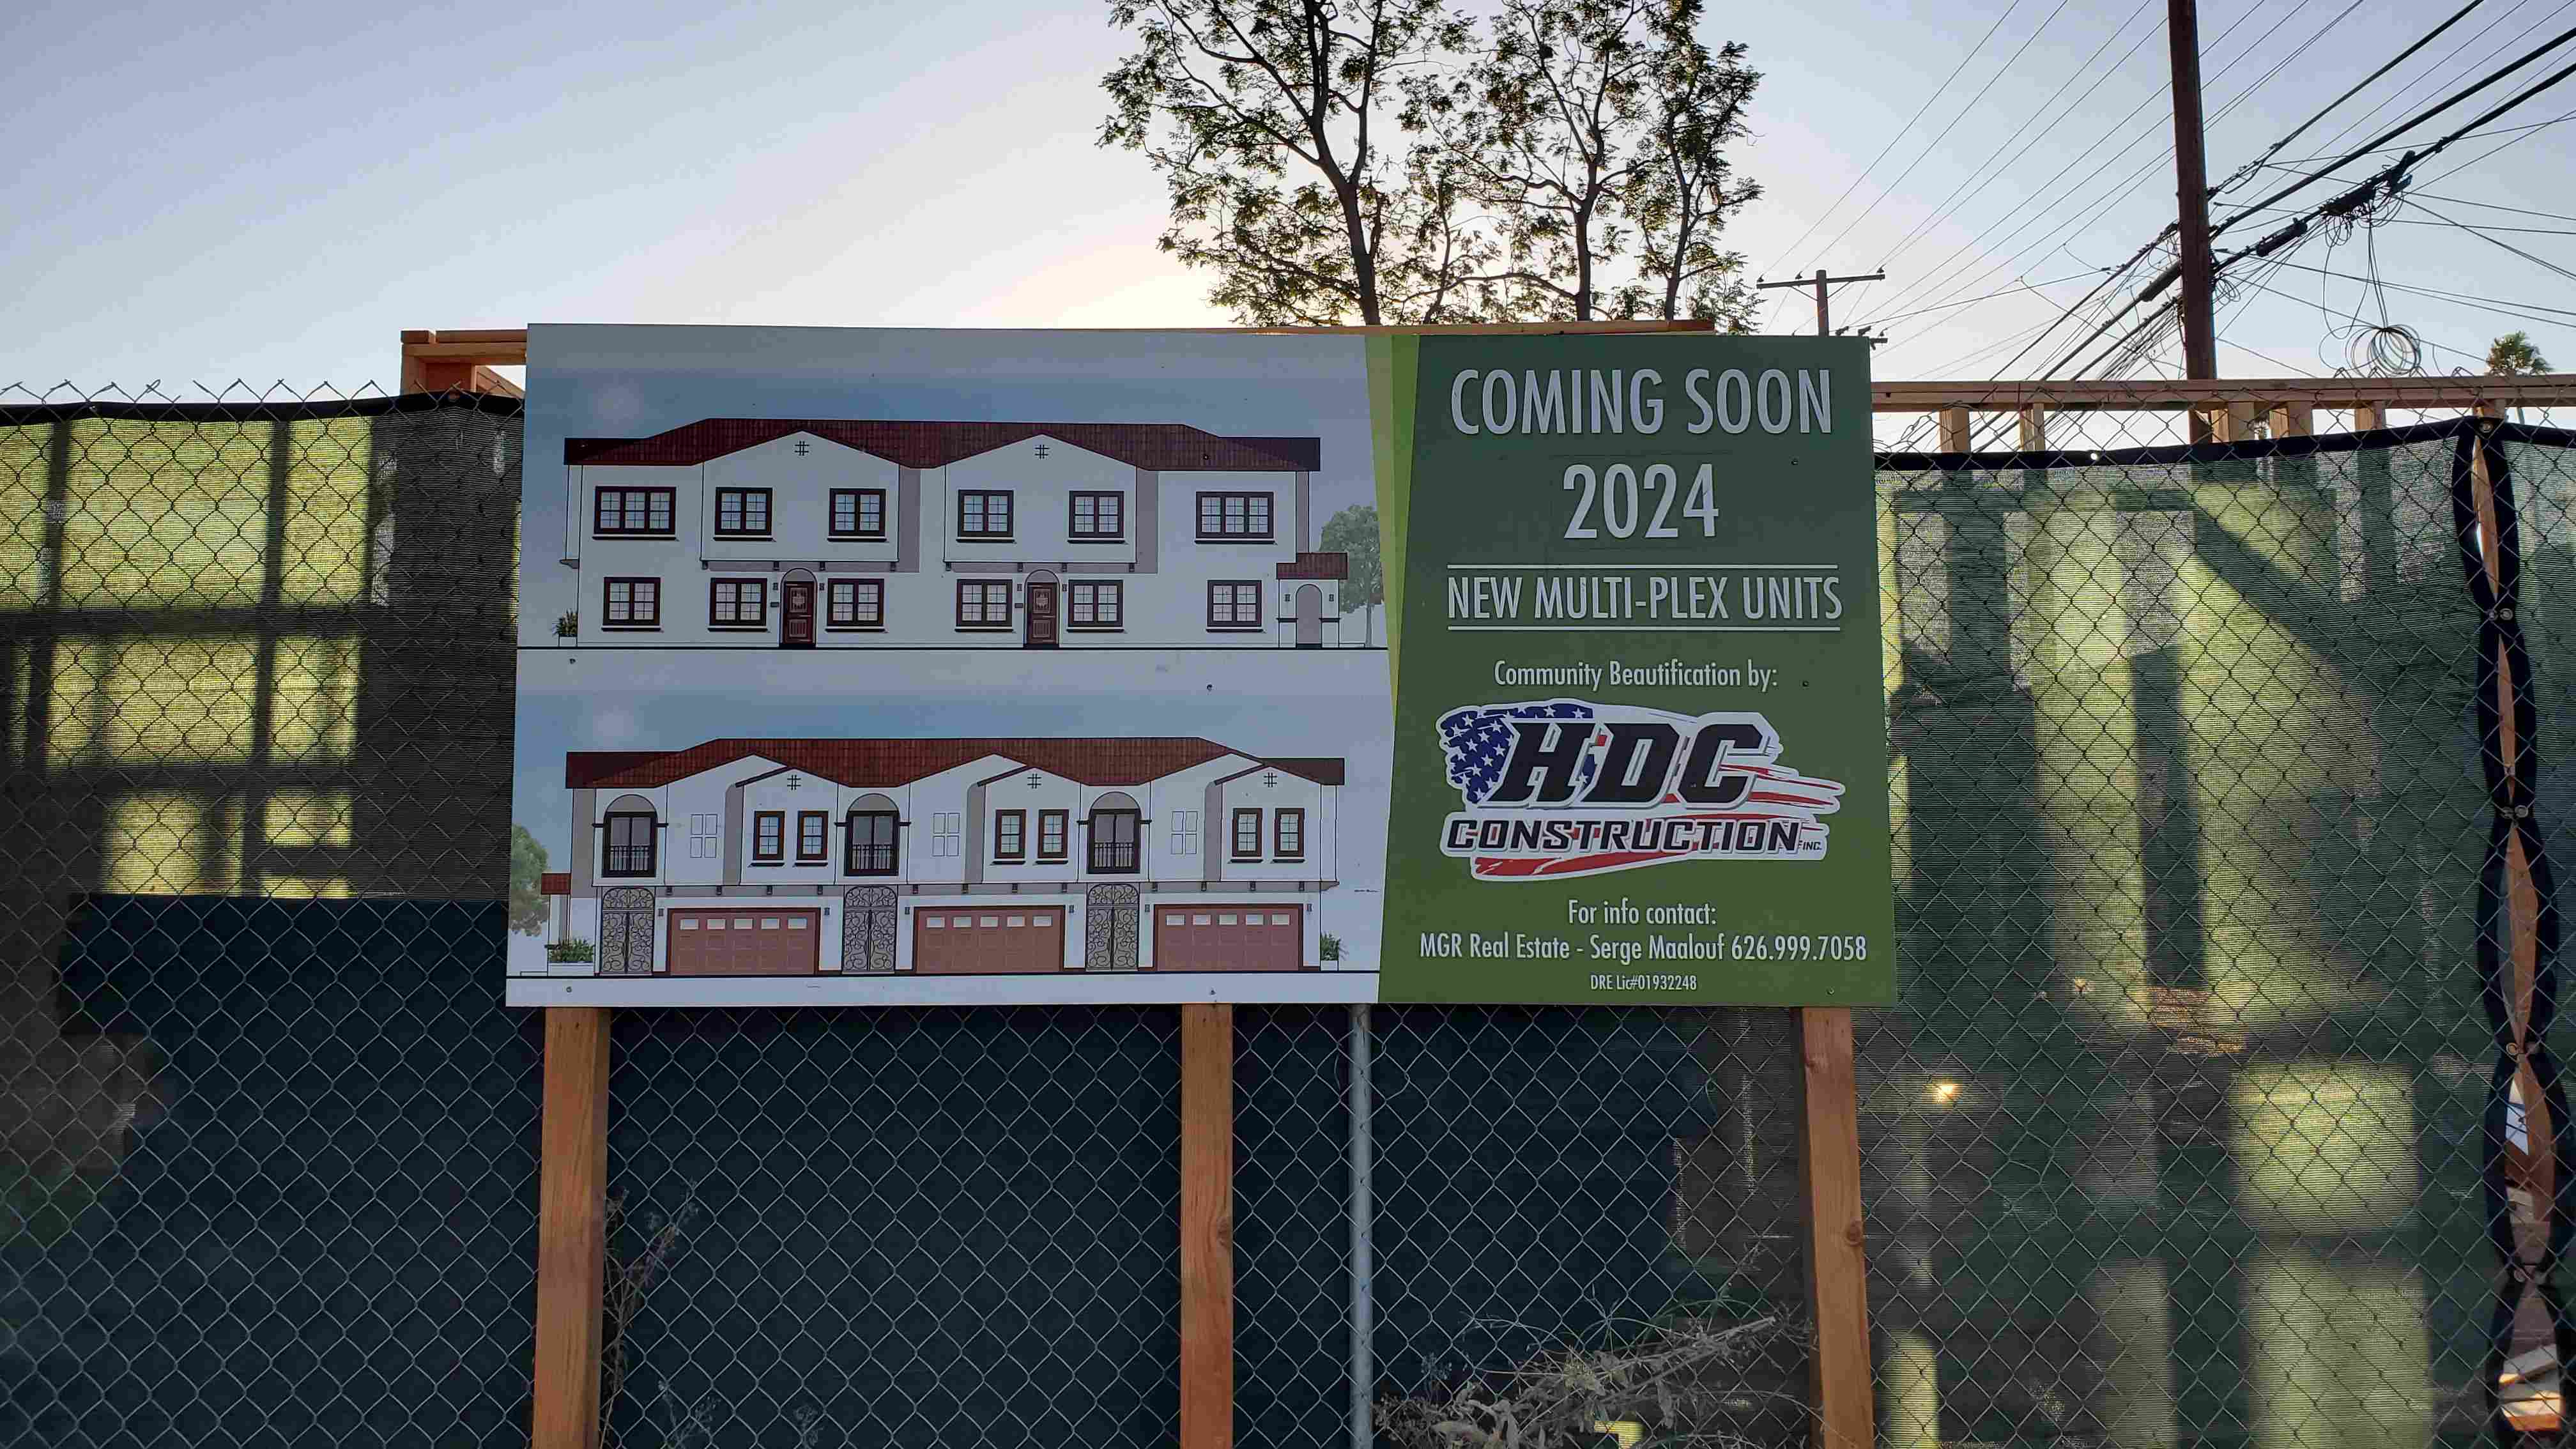 COMING SOON
2024
NEW MULTI-PLEX UNITS
Community Beautification by:
HDC
CONSTRUCTION INC.
For info contact:
MGR Real Estate - Serge Maalouf 626.999.7058
DRE Lic#01932248